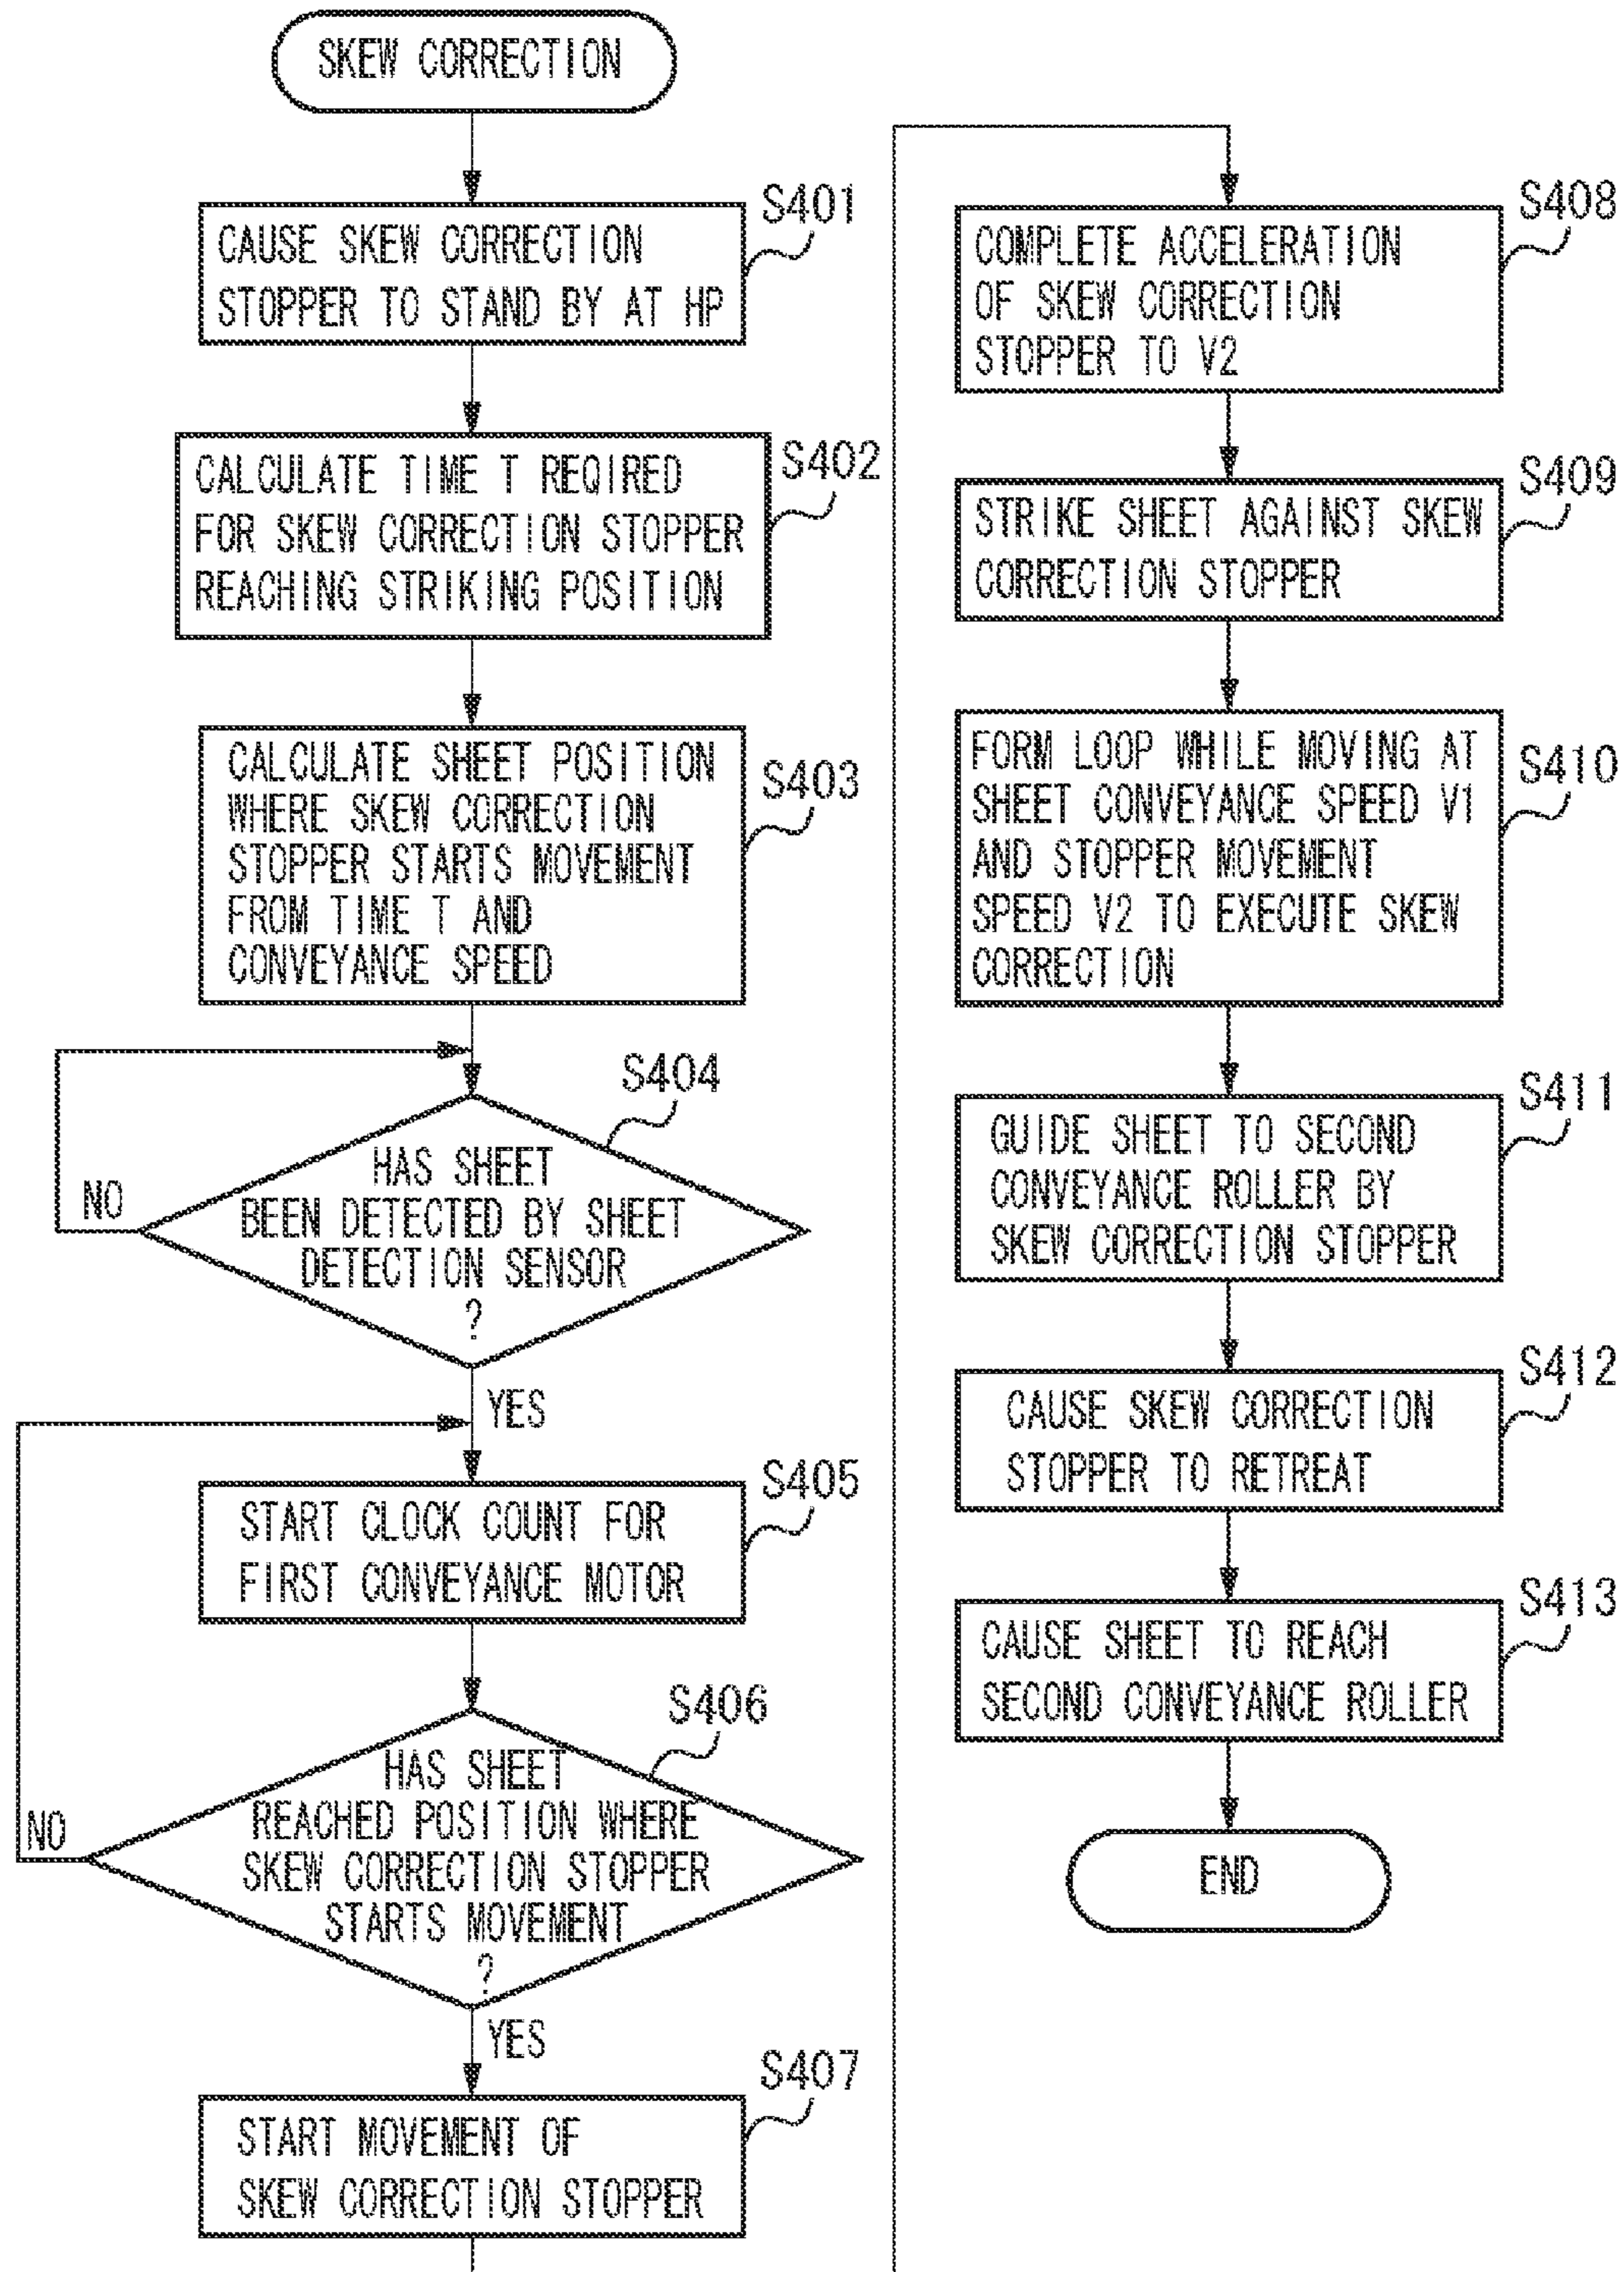 SKEW CORRECTION
S401
CAUSE SKEW CORRECTION
STOPPER TO STAND BY AT HP
S402
CALCULATE TIME T REQIRED
FOR SKEW CORRECTION STOPPER
REACHING STRIKING POSITION
S403
CALCULATE SHEET POSITION
WHERE SKEW CORRECTION
STOPPER STARTS MOVEMENT
FROM TIME T AND
CONVEYANCE SPEED
S404
HAS SHEET
BEEN DETECTED BY SHEET
DETECTION SENSOR
?
NO
YES
S405
START CLOCK COUNT FOR
FIRST CONVEYANCE MOTOR
S406
HAS SHEET
REACHED POSITION WHERE
SKEW CORRECTION STOPPER
STARTS MOVEMENT
?
NO
YES
S407
START MOVEMENT OF
SKEW CORRECTION STOPPER
S408
COMPLETE ACCELERATION
OF SKEW CORRECTION
STOPPER TO V2
S409
STRIKE SHEET AGAINST SKEW
CORRECTION STOPPER
S410
FORM LOOP WHILE MOVING AT
SHEET CONVEYANCE SPEED V1
AND STOPPER MOVEMENT
SPEED V2 TO EXECUTE SKEW
CORRECTION
S411
GUIDE SHEET TO SECOND
CONVEYANCE ROLLER BY
SKEW CORRECTION STOPPER
S412
CAUSE SKEW CORRECTION
STOPPER TO RETREAT
S413
CAUSE SHEET TO REACH
SECOND CONVEYANCE ROLLER
END